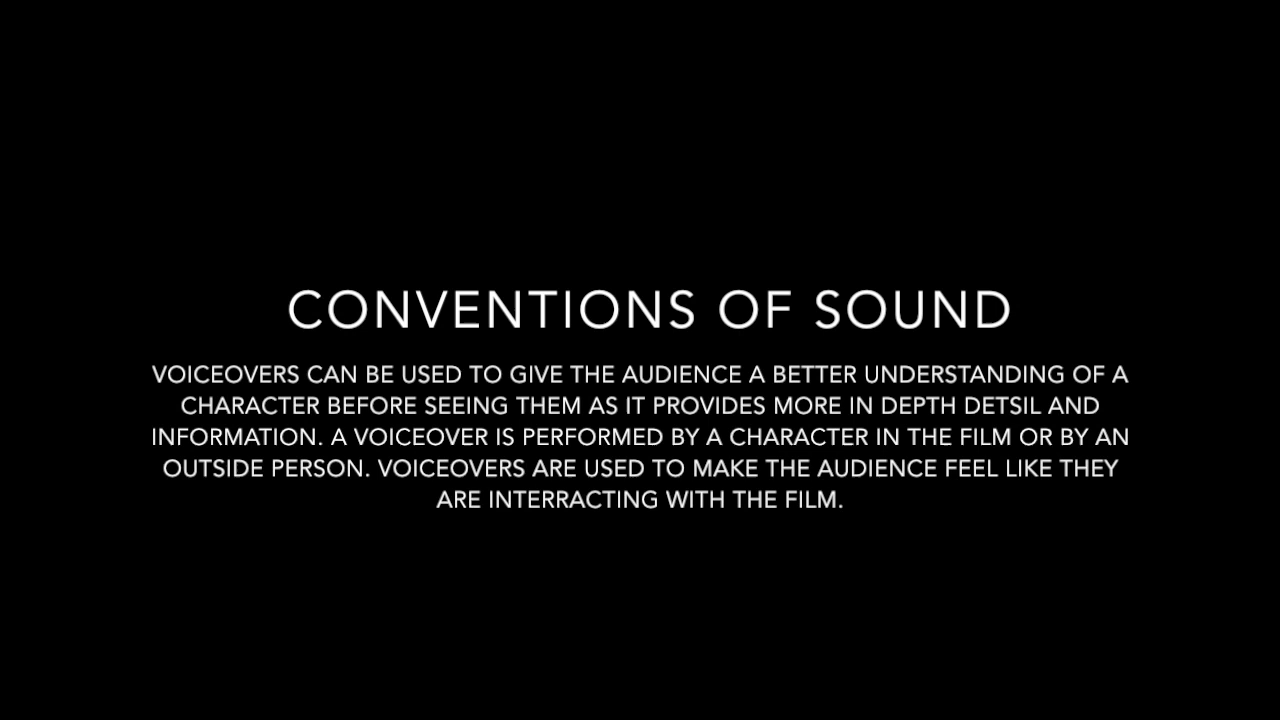 CONVENTIONS OF SOUND
VOICEOVERS CAN BE USED TO GIVE THE AUDIENCE A BETTER UNDERSTANDING OF A
CHARACTER BEFORE SEEING THEM AS IT PROVIDES MORE IN DEPTH DETSIL AND
INFORMATION. A VOICEOVER IS PERFORMED BY A CHARACTER IN THE FILM OR BY AN
OUTSIDE PERSON. VOICEOVERS ARE USED TO MAKE THE AUDIENCE FEEL LIKE THEY
ARE INTERRACTING WITH THE FILM.